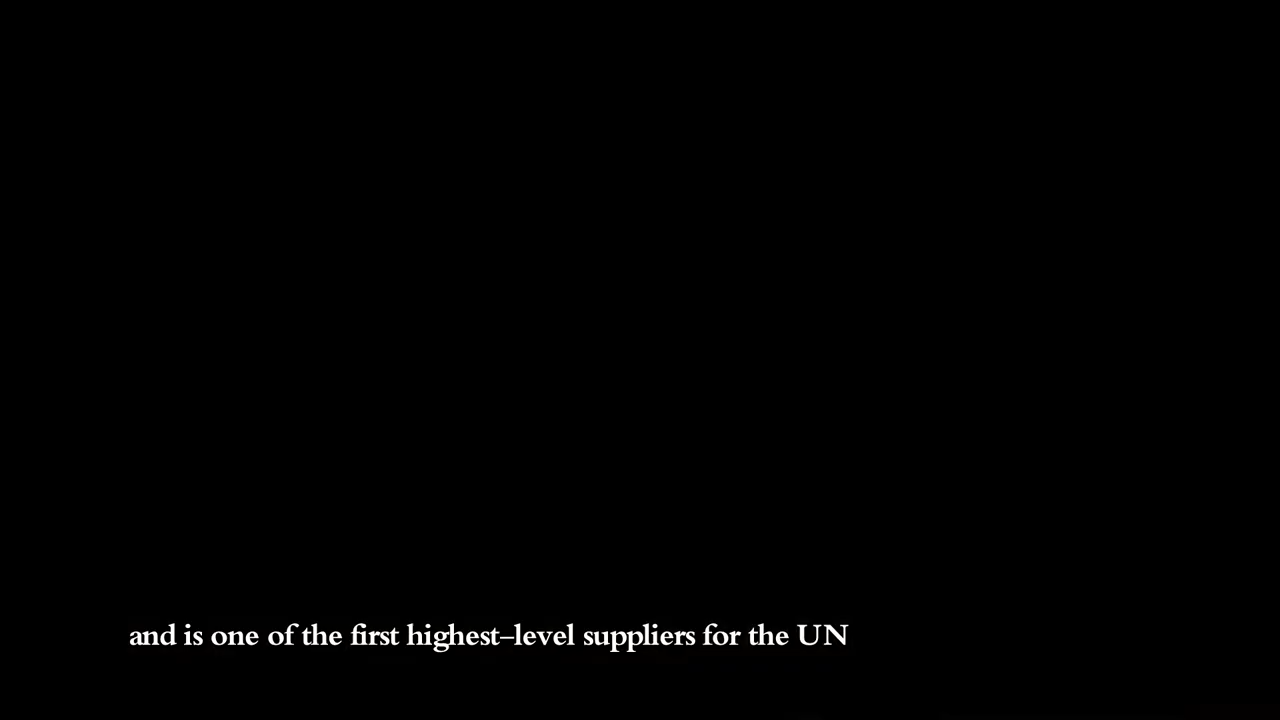 and is one of the first highest–level suppliers for the UN